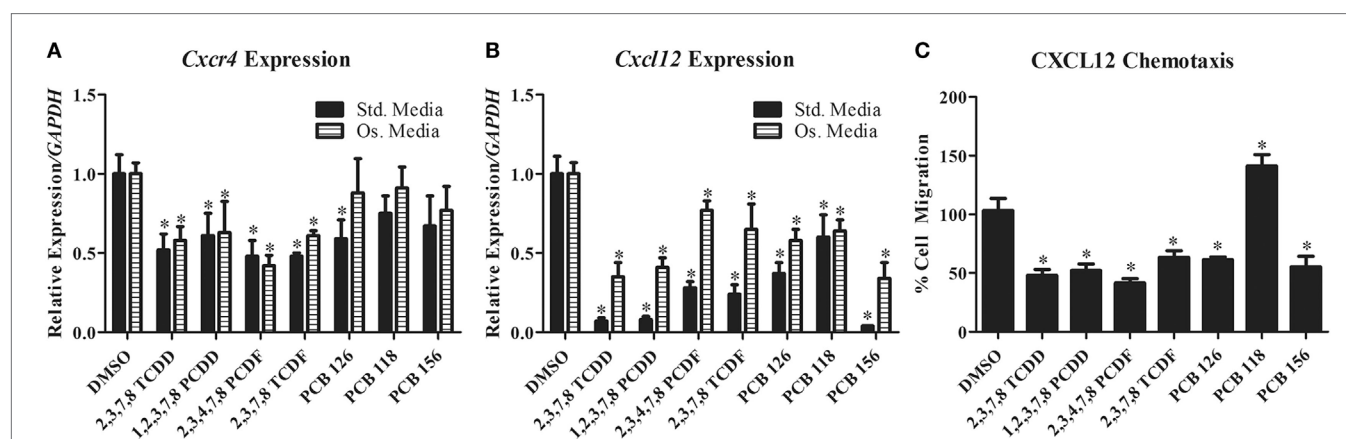 A
Cxcr4 Expression
Relative Expression/GAPDH
1.5
1.0
0.5
0.0
Std. Media
Os. Media
* * * * * * * * *
DMSO
2,3,7,8 TCDD
1,2,3,7,8 PCDD
2,3,4,7,8 PCDF
2,3,7,8 TCDF
PCB 126
PCB 118
PCB 156
B
Cxcl12 Expression
Relative Expression/GAPDH
1.5
1.0
0.5
0.0
Std. Media
Os. Media
* * * * * * * * * * * * * *
DMSO
2,3,7,8 TCDD
1,2,3,7,8 PCDD
2,3,4,7,8 PCDF
2,3,7,8 TCDF
PCB 126
PCB 118
PCB 156
C
CXCL12 Chemotaxis
% Cell Migration
200
150
100
50
0
* * * * * * *
DMSO
2,3,7,8 TCDD
1,2,3,7,8 PCDD
2,3,4,7,8 PCDF
2,3,7,8 TCDF
PCB 126
PCB 118
PCB 156